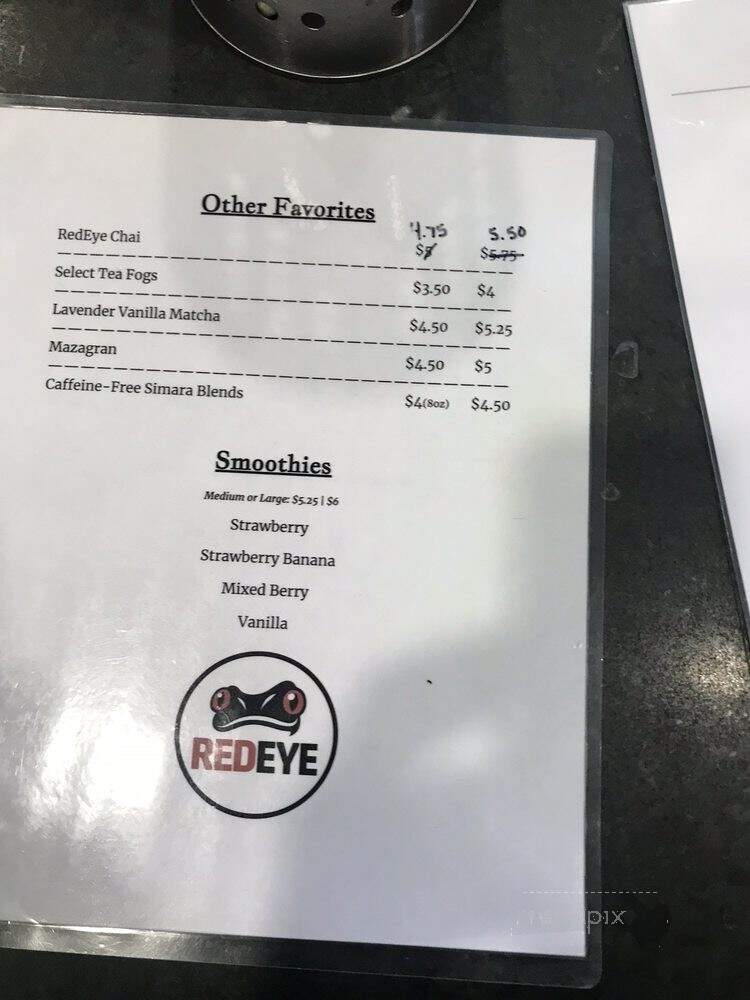 Other Favorites
4.75 5.50
RedEye Chai $5.75
Select Tea Fogs $3.50 $4
Lavender Vanilla Matcha $4.50 $5.25
Mazagran $4.50 $5
Caffeine-Free Simara Blends $4(8oz) $4.50
Smoothies
Medium or Large: $5.25 | $6
Strawberry
Strawberry Banana
Mixed Berry
Vanilla
REDEYE